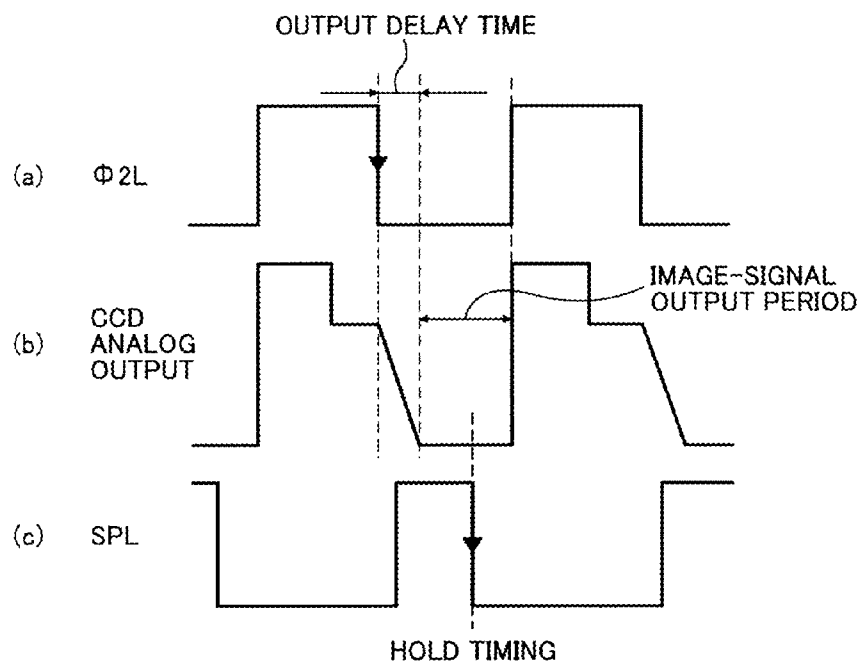 OUTPUT DELAY TIME
(a) Φ2L
(b) CCD
ANALOG
OUTPUT
IMAGE-SIGNAL
OUTPUT PERIOD
(c) SPL
HOLD TIMING